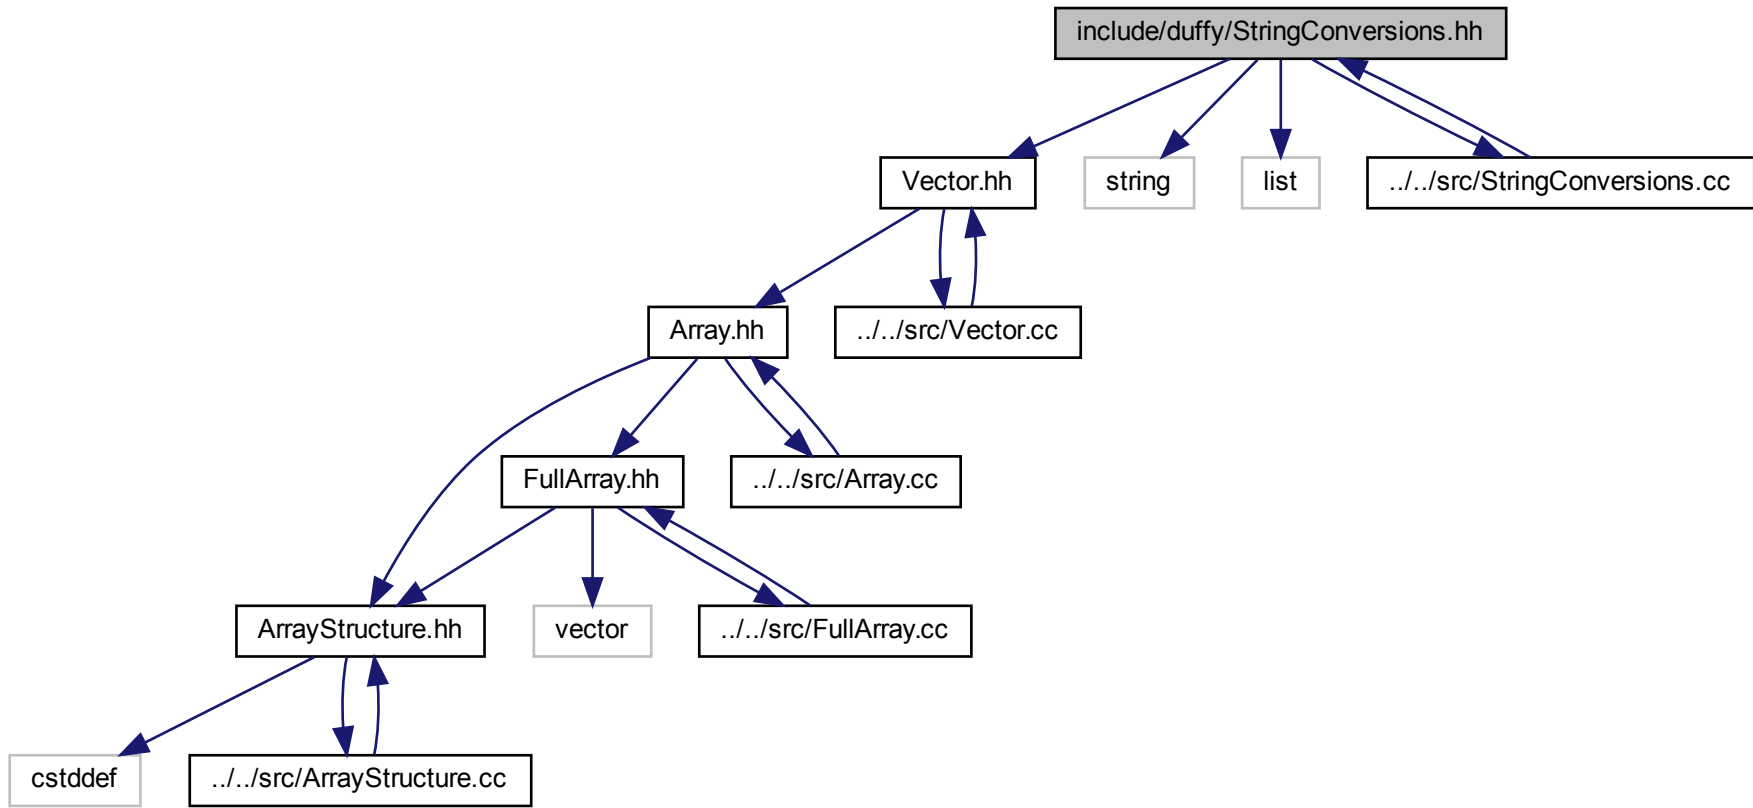 include/duffy/StringConversions.hh
Vector.hh
string
list
../../src/StringConversions.cc
Array.hh
../../src/Vector.cc
FullArray.hh
../../src/Array.cc
ArrayStructure.hh
vector
../../src/FullArray.cc
cstddef
../../src/ArrayStructure.cc